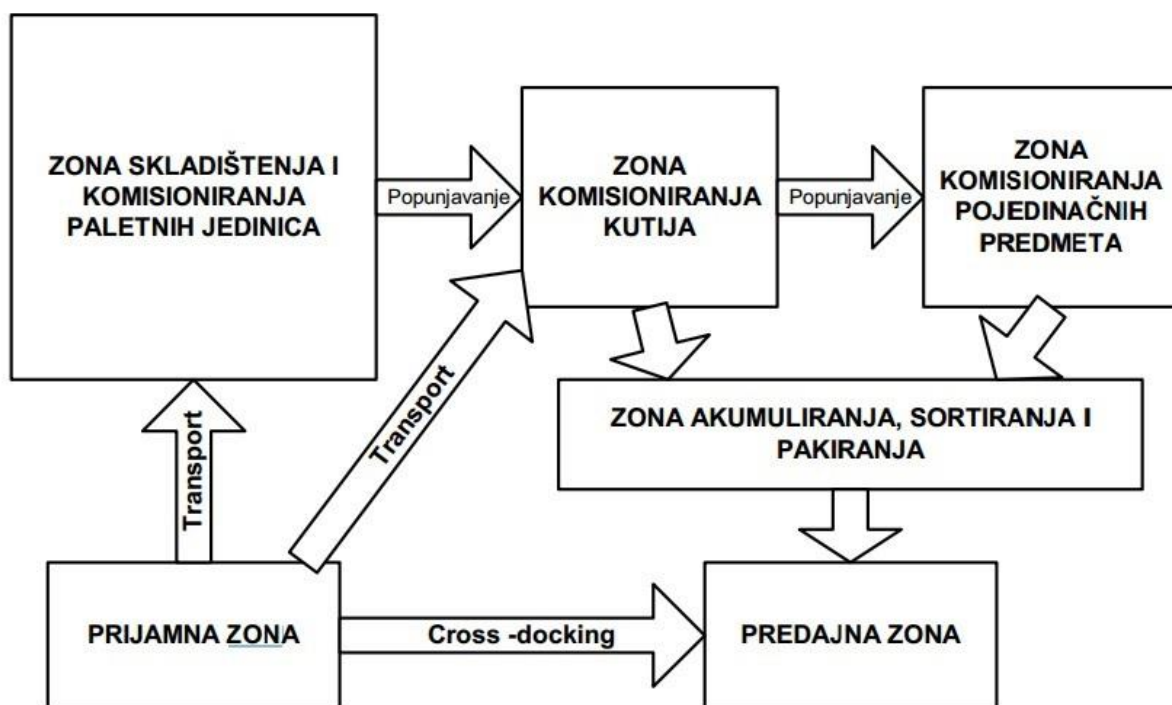 ZONA SKLADIŠTENJA I
KOMISIONIRANJA
PALETNIH JEDINICA
Popunjavanje
ZONA
KOMISIONIRANJA
KUTIJA
Popunjavanje
ZONA
KOMISIONIRANJA
POJEDINAČNIH
PREDMETA
Transport
Transport
ZONA AKUMULIRANJA, SORTIRANJA I
PAKIRANJA
PRIJAMNA ZONA
Cross -docking
PREDAJNA ZONA